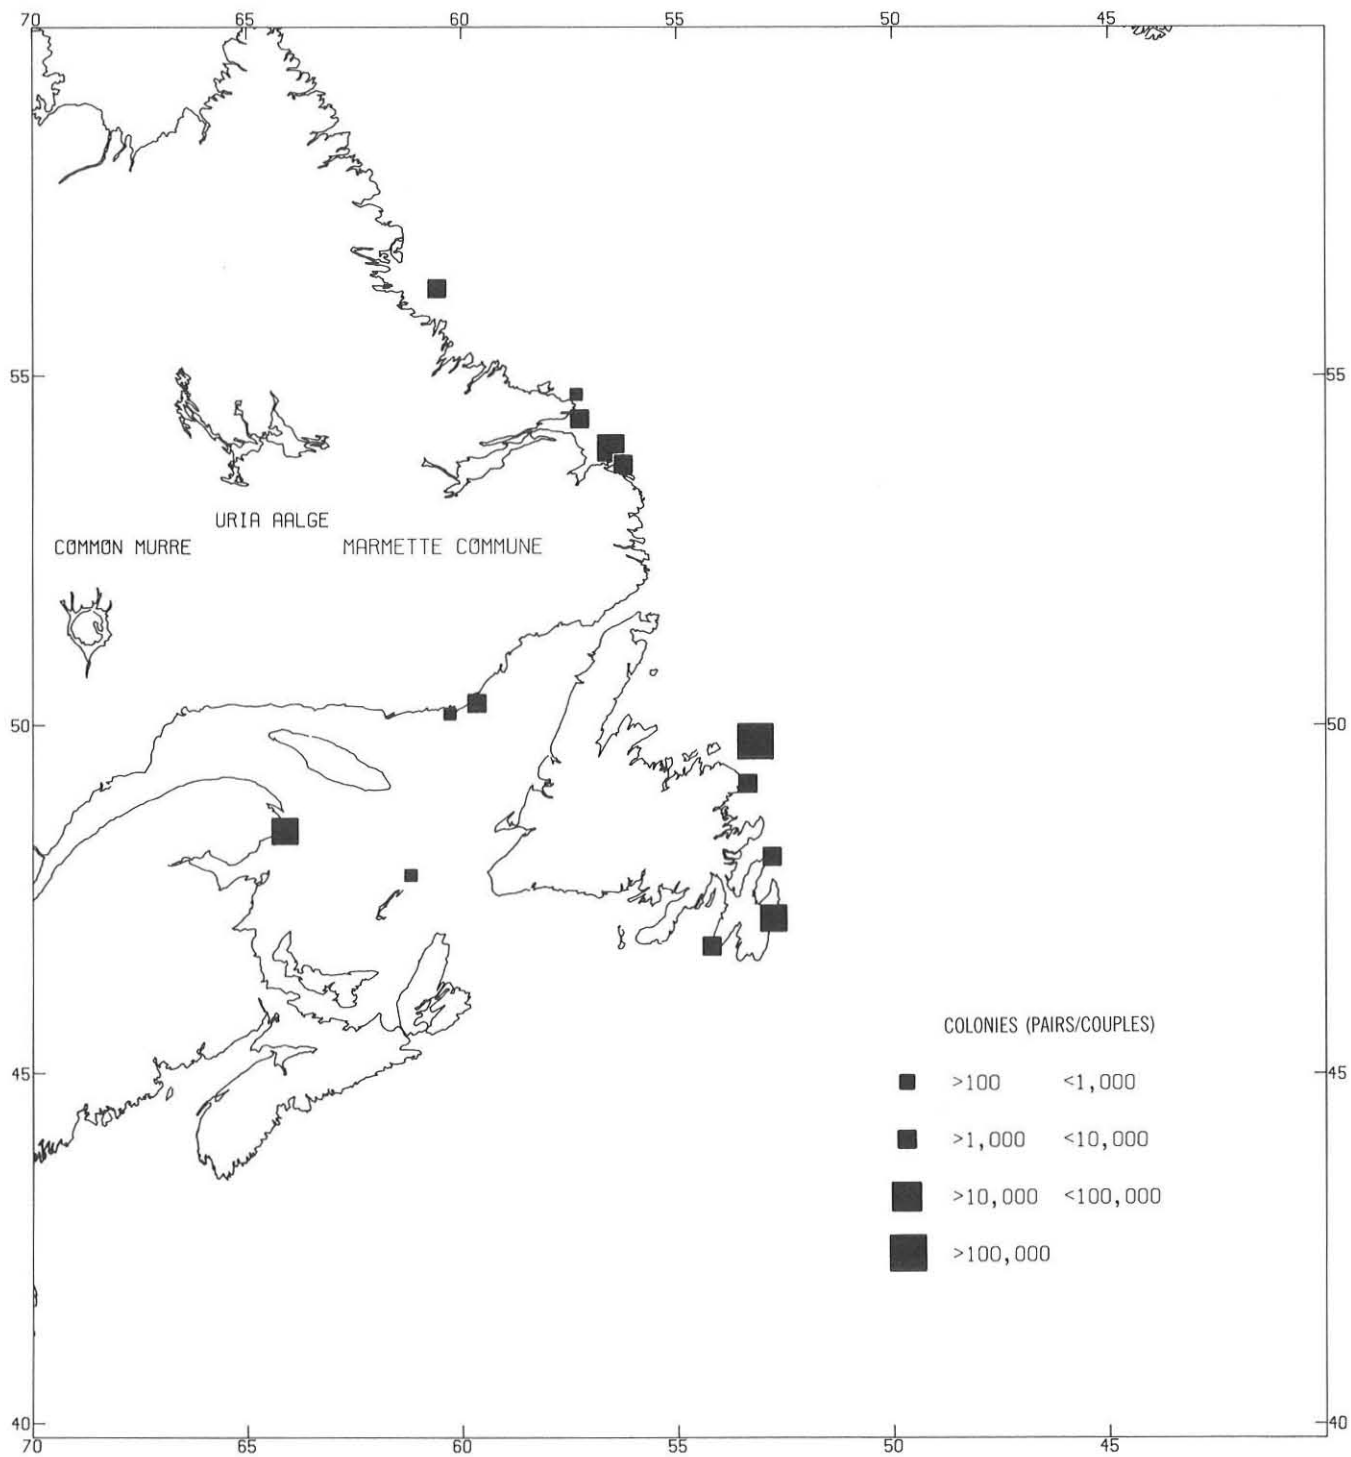 70 65 60 55 50 45
55 55
URIA AALGE
COMMON MURRE MARMETTE COMMUNE
50 50
COLONIES (PAIRS/COUPLES)
45 45
>100 <1,000
>1,000 <10,000
>10,000 <100,000
>100,000
40 40
70 65 60 55 50 45